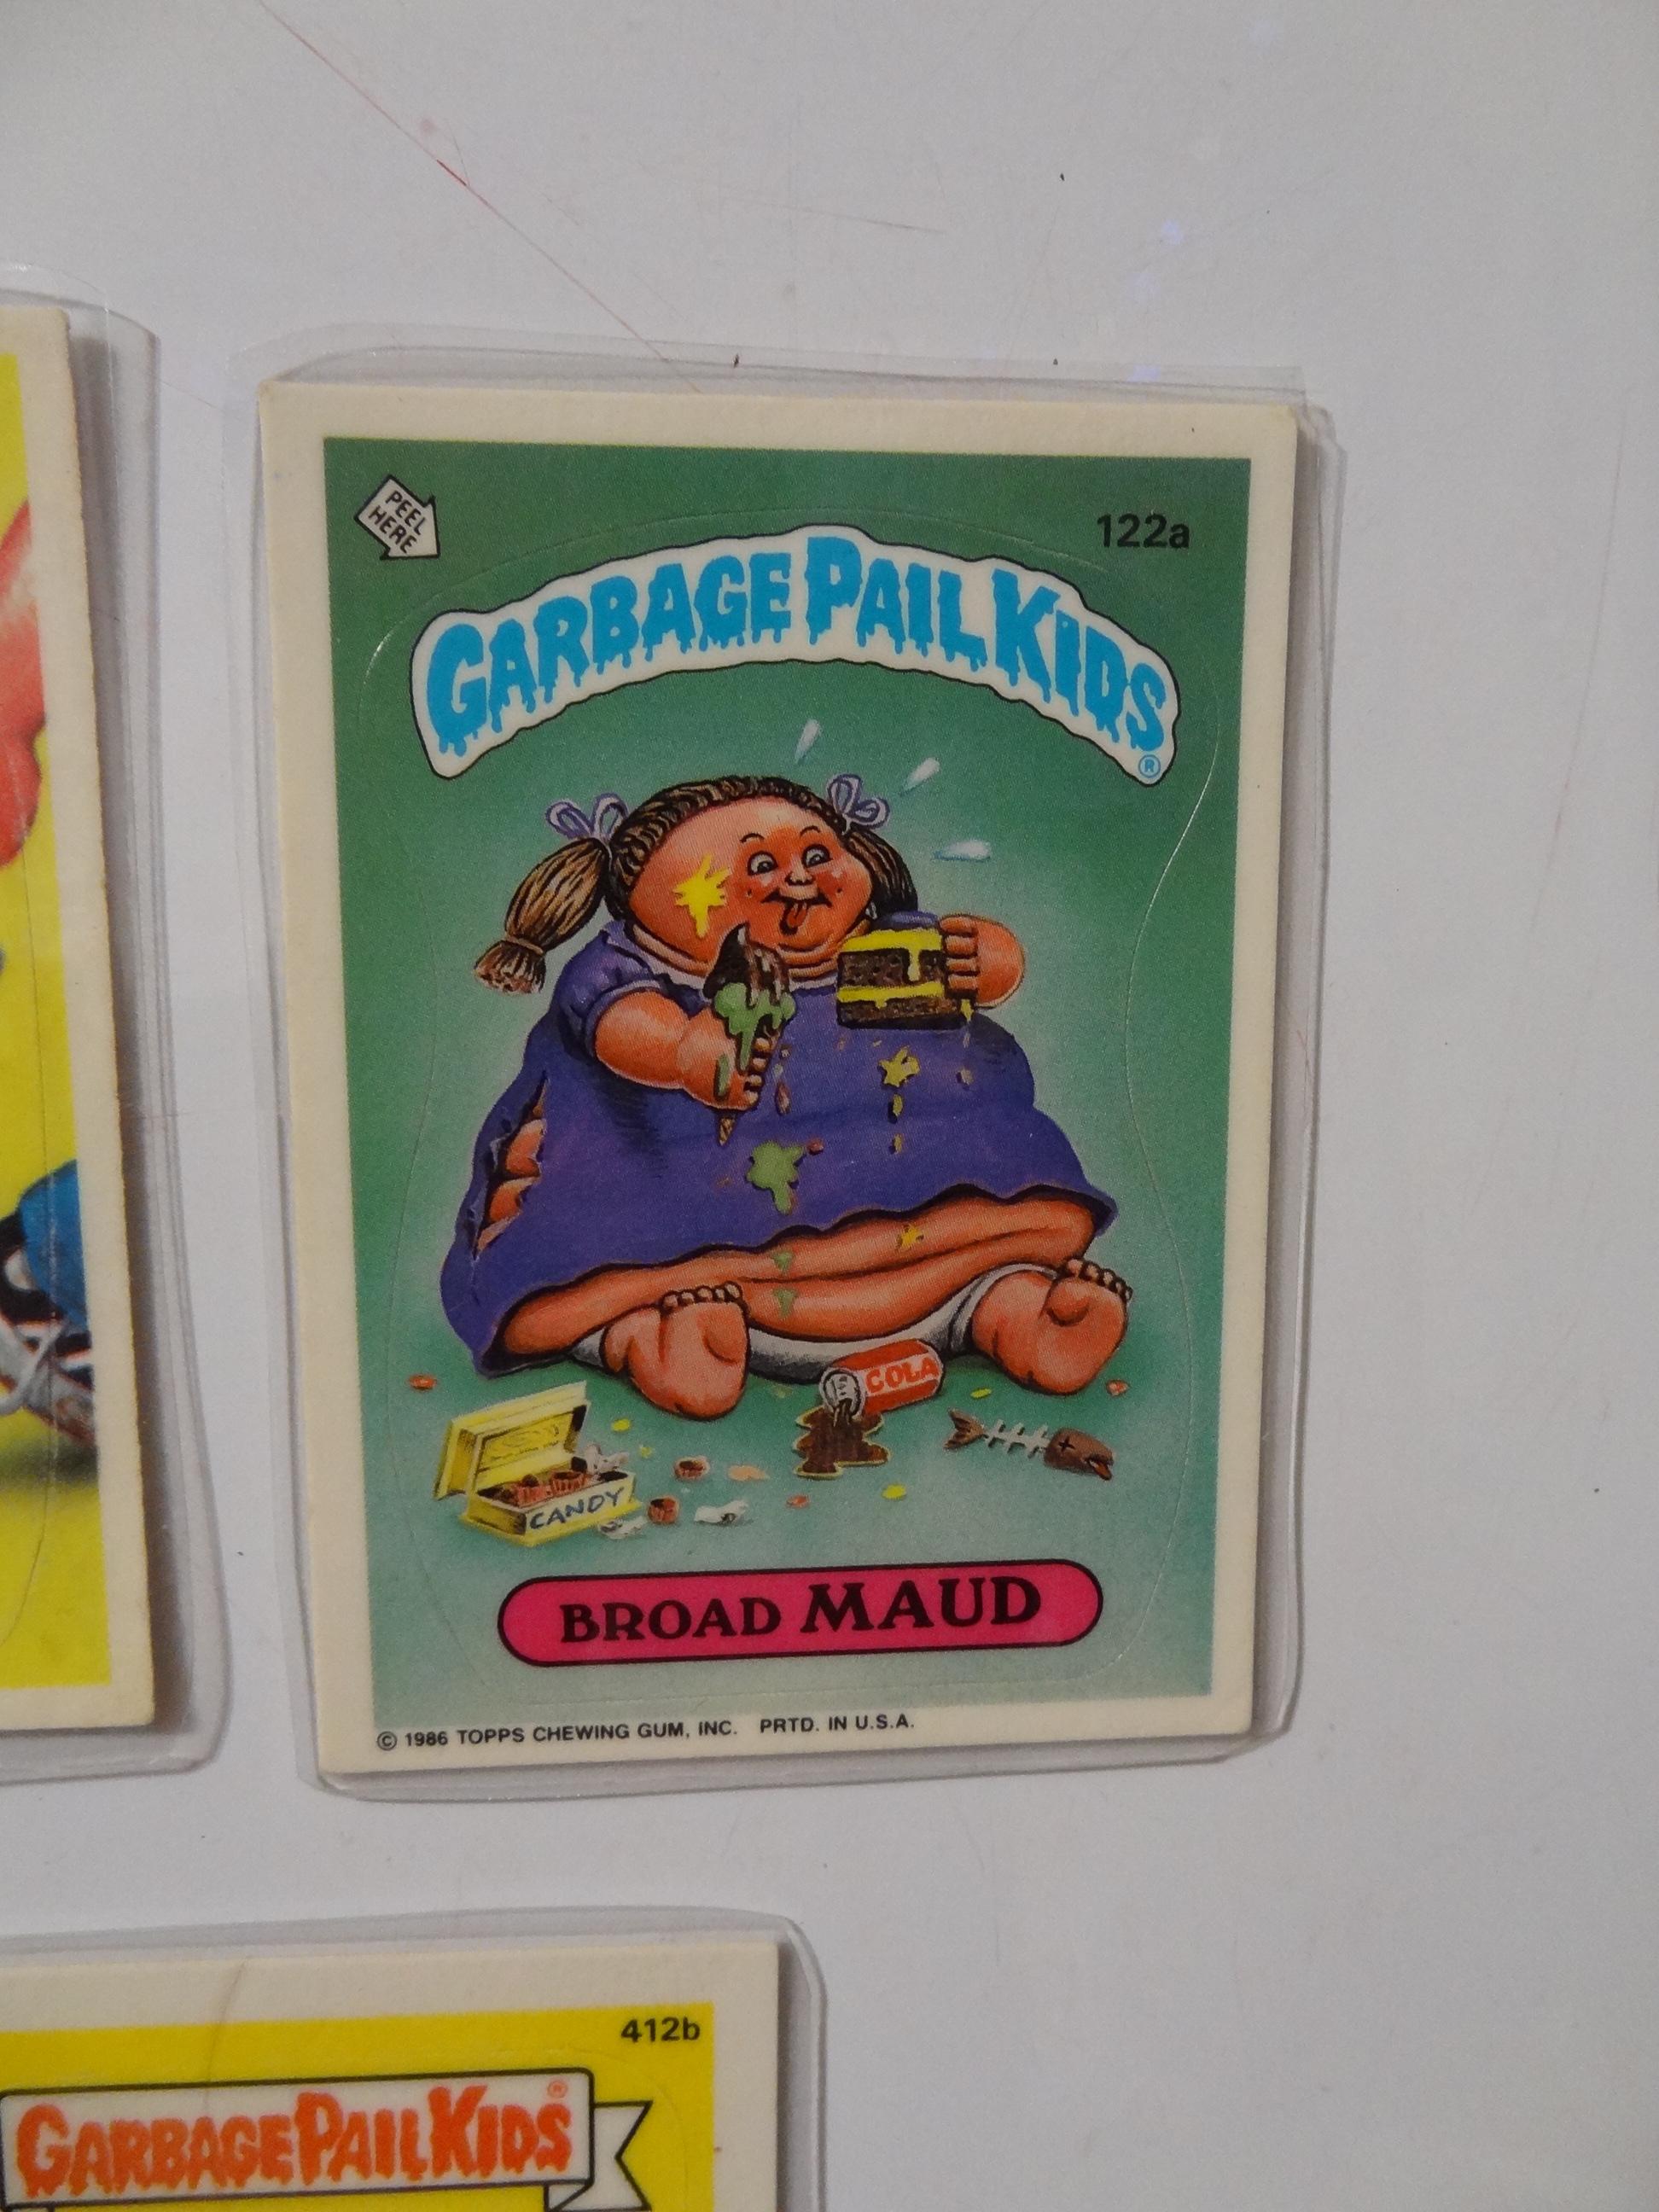 PEEL
HERE
122a
GARBAGE PAIL KIDS®
COLA
CANDY
BROAD MAUD
© 1986 TOPPS CHEWING GUM, INC. PRTD. IN U.S.A.
412b
GARBAGE PAIL KIDS®